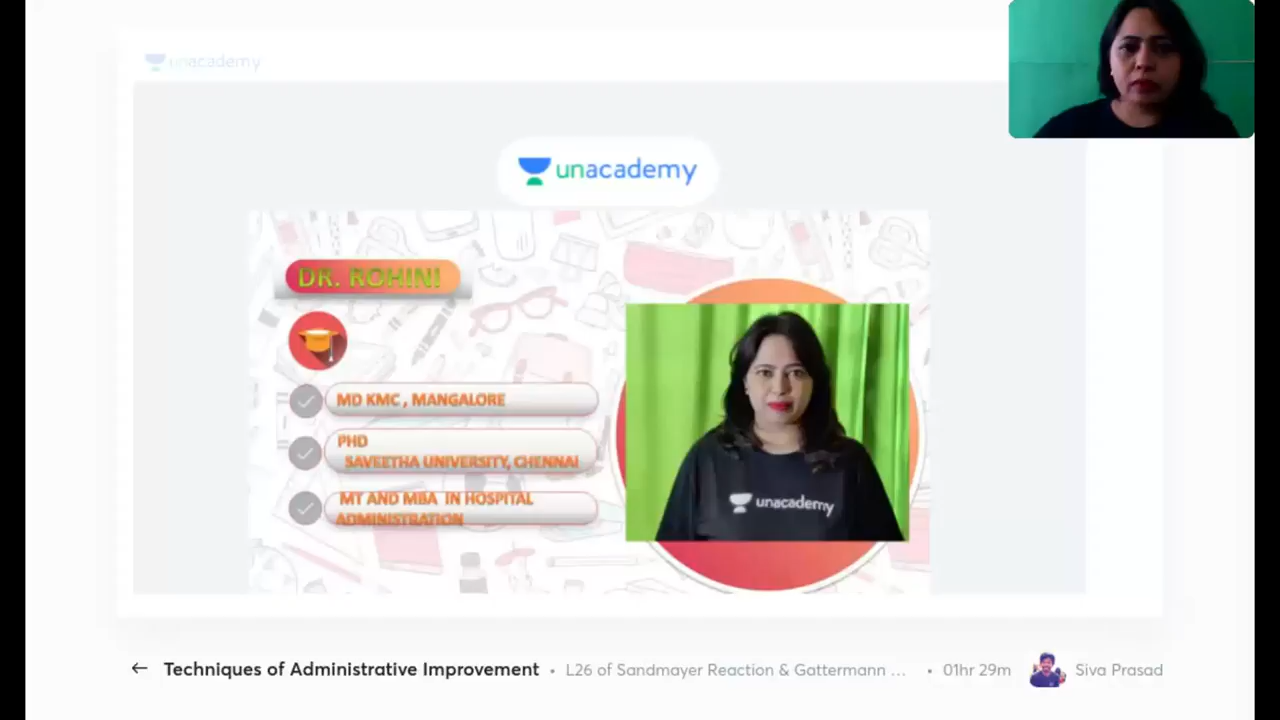 unacademy
unacademy
DR. ROHINI
MD KMC , MANGALORE
PHD
SAVEETHA UNIVERSITY, CHENNAI
MT AND MBA IN HOSPITAL
ADMINISTRATION
unacademy
← Techniques of Administrative Improvement • L26 of Sandmayer Reaction & Gattermann ... • 01hr 29m Siva Prasad